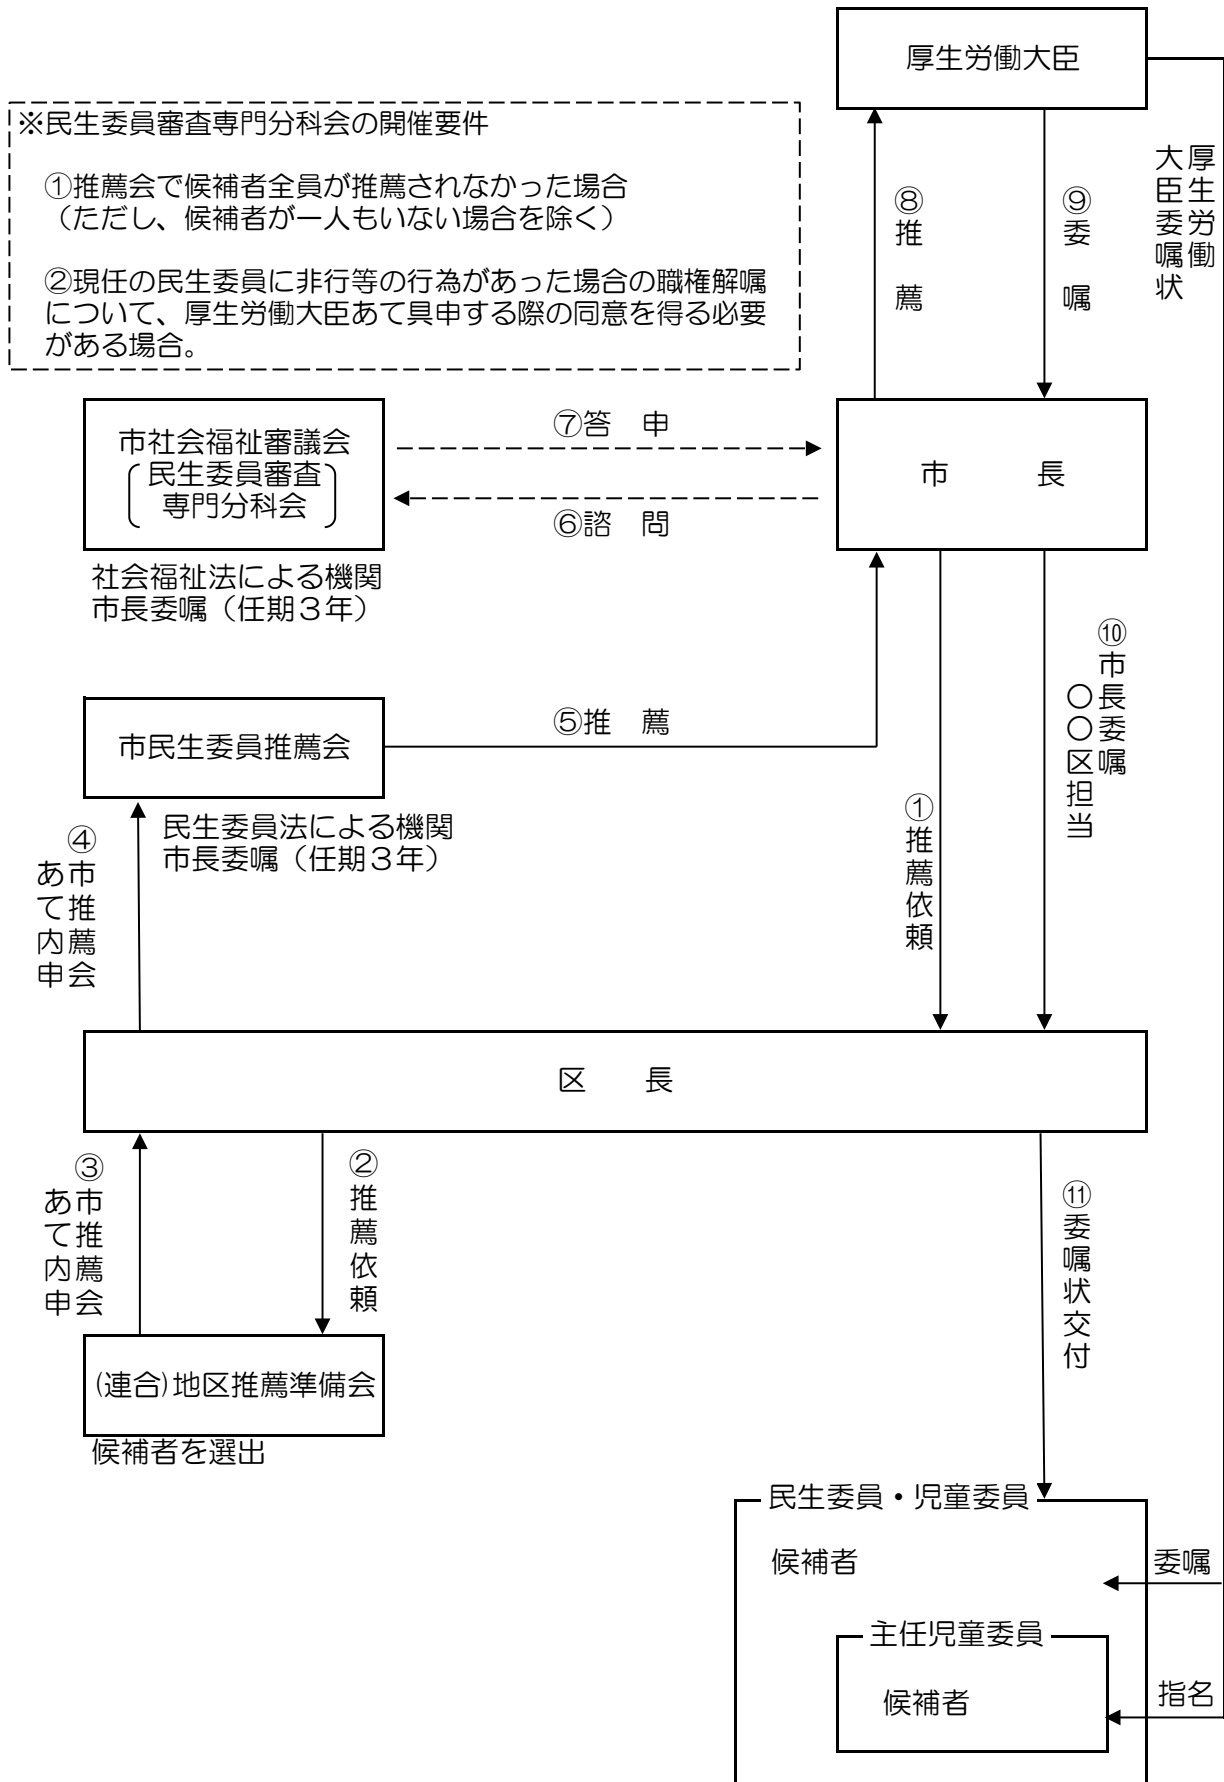 厚生労働大臣
※民生委員審査専門分科会の開催要件
①推薦会で候補者全員が推薦されなかった場合
（ただし、候補者が一人もいない場合を除く）
②現任の民生委員に非行等の行為があった場合の職権解嘱
について、厚生労働大臣あて具申する際の同意を得る必要
がある場合。
⑧推　薦
⑨委　嘱
厚生労働
大臣委嘱状
市社会福祉審議会
民生委員審査
専門分科会
⑦答　申
⑥諮　問
市　　　長
社会福祉法による機関
市長委嘱（任期３年）
市民生委員推薦会
⑤推　薦
民生委員法による機関
市長委嘱（任期３年）
⑩市長委嘱
〇〇区担当
①推薦依頼
④市推薦会
あて内申
区　　長
③市推薦会
あて内申
②推薦依頼
⑪委嘱状交付
(連合)地区推薦準備会
候補者を選出
民生委員・児童委員
候補者
委嘱
主任児童委員
候補者
指名